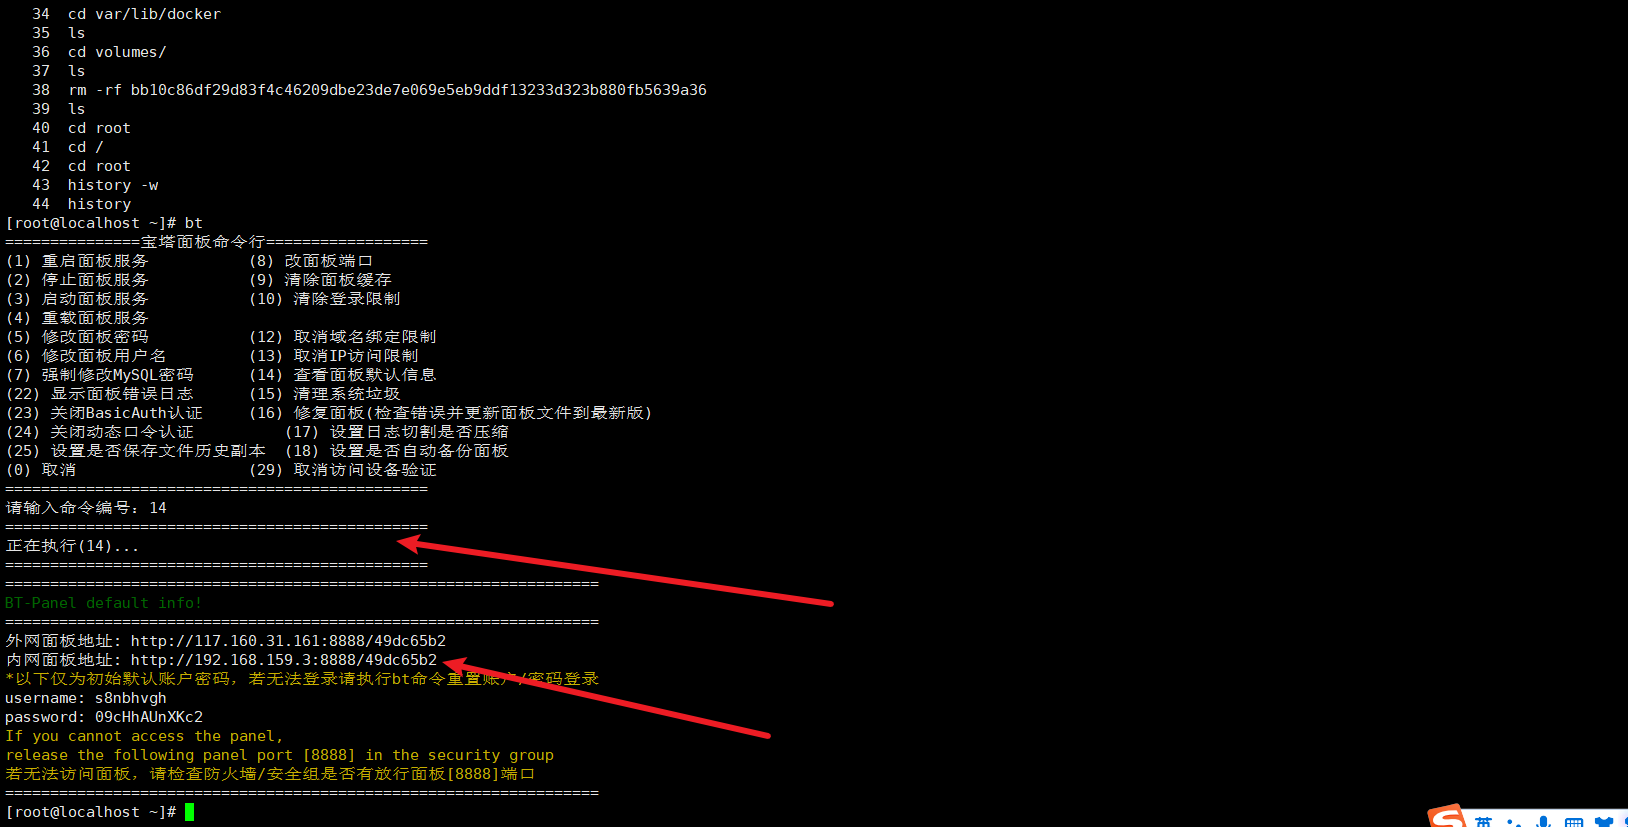 34 cd var/lib/docker
35 ls
36 cd volumes/
37 ls
38 rm -rf bb10c86df29d83f4c46209dbe23de7e069e5eb9ddf13233d323b880fb5639a36
39 ls
40 cd root
41 cd /
42 cd root
43 history -w
44 history
[root@localhost ~]# bt
===============宝塔面板命令行==================
(1) 重启面板服务 (8) 改面板端口
(2) 停止面板服务 (9) 清除面板缓存
(3) 启动面板服务 (10) 清除登录限制
(4) 重载面板服务
(5) 修改面板密码 (12) 取消域名绑定限制
(6) 修改面板用户名 (13) 取消IP访问限制
(7) 强制修改MySQL密码 (14) 查看面板默认信息
(22) 显示面板错误日志 (15) 清理系统垃圾
(23) 关闭BasicAuth认证 (16) 修复面板(检查错误并更新面板文件到最新版)
(24) 关闭动态口令认证 (17) 设置日志切割是否压缩
(25) 设置是否保存文件历史副本 (18) 设置是否自动备份面板
(0) 取消 (29) 取消访问设备验证
===============================================
请输入命令编号：14
===============================================
正在执行(14)...
===============================================
==================================================================
BT-Panel default info!
==================================================================
外网面板地址: http://117.160.31.161:8888/49dc65b2
内网面板地址: http://192.168.159.3:8888/49dc65b2
*以下仅为初始默认账户密码，若无法登录请执行bt命令重置账户/密码登录
username: s8nbhvgh
password: 09cHhAUnXKc2
If you cannot access the panel,
release the following panel port [8888] in the security group
若无法访问面板，请检查防火墙/安全组是否有放行面板[8888]端口
==================================================================
[root@localhost ~]#
英